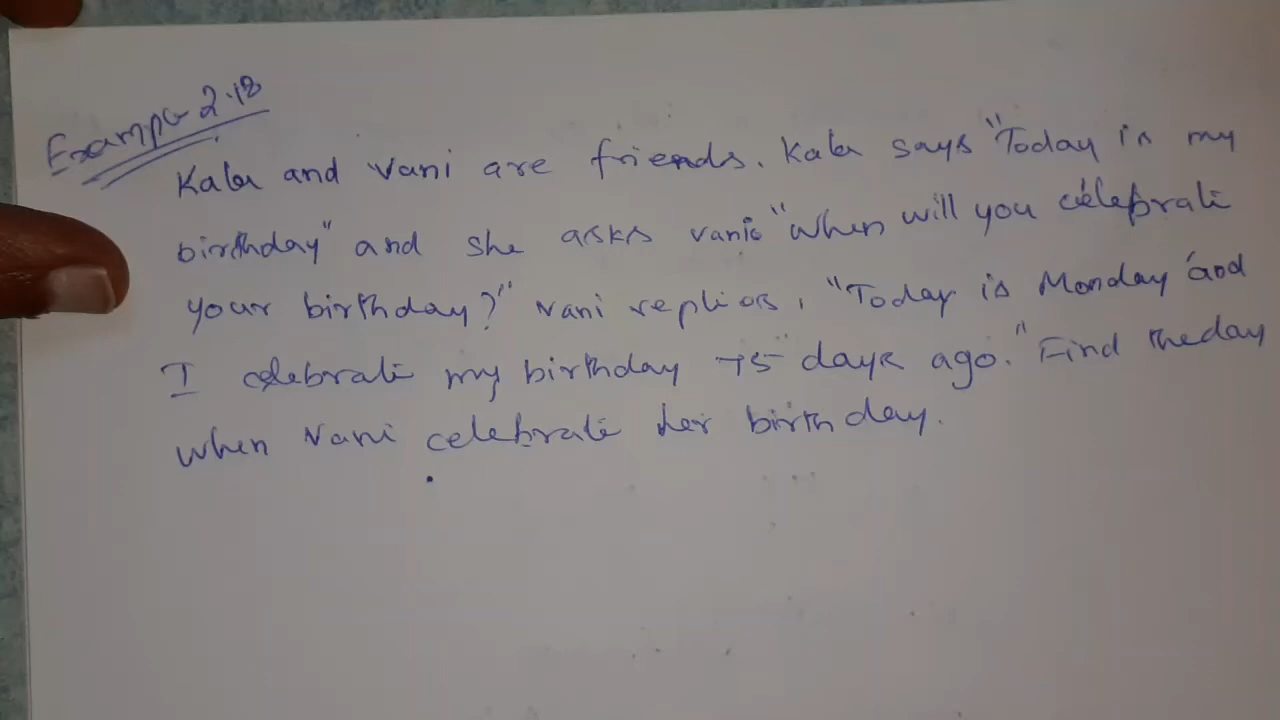 Example 2.18
Kala and Vani are friends. Kala says "Today is my
birthday" and she asks vani "When will you celebrate
your birthday?" Vani replies, "Today is Monday and
I celebrate my birthday 75 days ago." Find the day
when Vani celebrate her birthday.